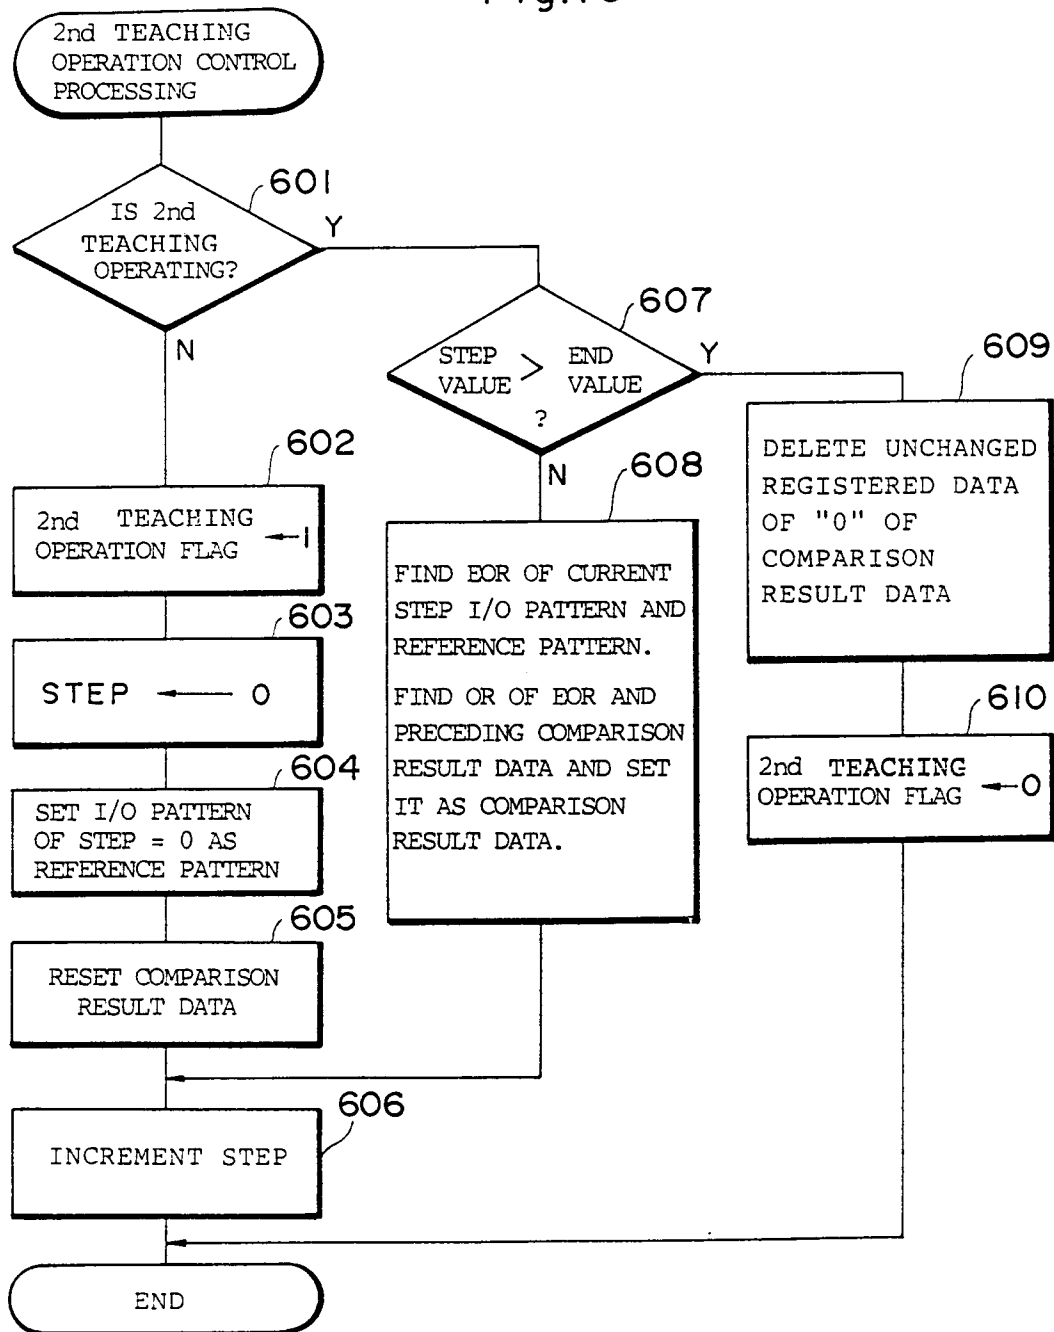 2nd TEACHING
OPERATION CONTROL
PROCESSING
601
IS 2nd
TEACHING
OPERATING?
Y
N
607
STEP
VALUE
>
END
VALUE
?
Y
N
609
DELETE UNCHANGED
REGISTERED DATA
OF "0" OF
COMPARISON
RESULT DATA
602
2nd TEACHING
OPERATION FLAG ← 1
608
FIND EOR OF CURRENT
STEP I/O PATTERN AND
REFERENCE PATTERN.
FIND OR OF EOR AND
PRECEDING COMPARISON
RESULT DATA AND SET
IT AS COMPARISON
RESULT DATA.
603
STEP ← 0
610
2nd TEACHING
OPERATION FLAG ← 0
604
SET I/O PATTERN
OF STEP = 0 AS
REFERENCE PATTERN
605
RESET COMPARISON
RESULT DATA
606
INCREMENT STEP
END